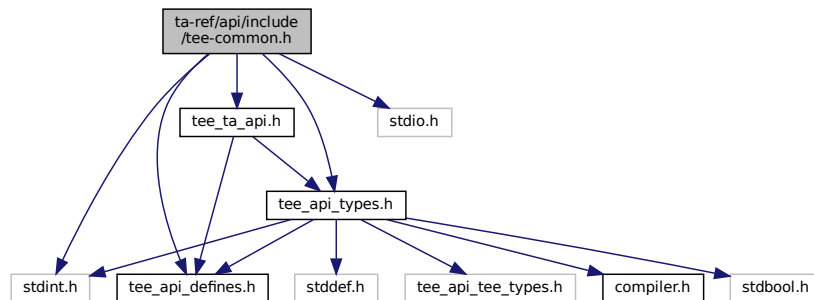 ta-ref/api/include
/tee-common.h
tee_ta_api.h
stdio.h
tee_api_types.h
stdint.h
tee_api_defines.h
stddef.h
tee_api_tee_types.h
compiler.h
stdbool.h